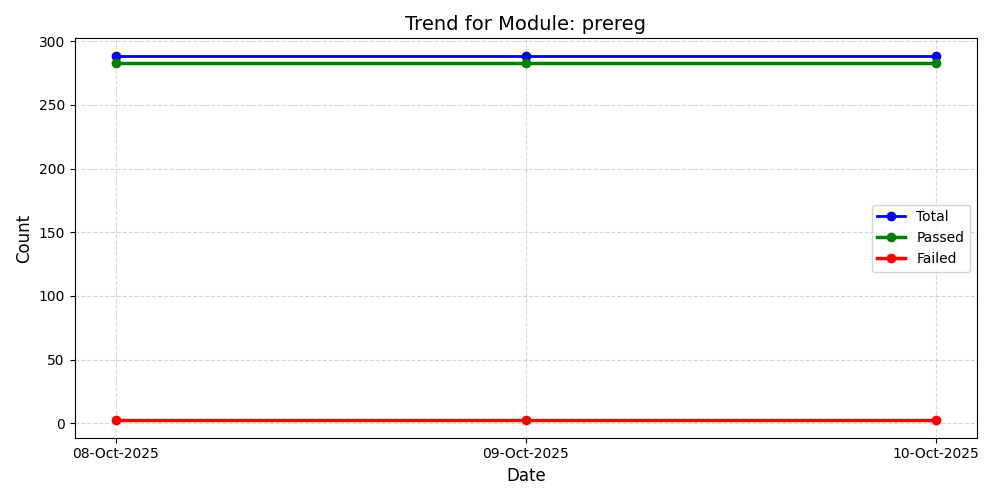 Trend for Module: prereg
300
250
200
150
100
50
0
Count
Total
Passed
Failed
08-Oct-2025
09-Oct-2025
10-Oct-2025
Date